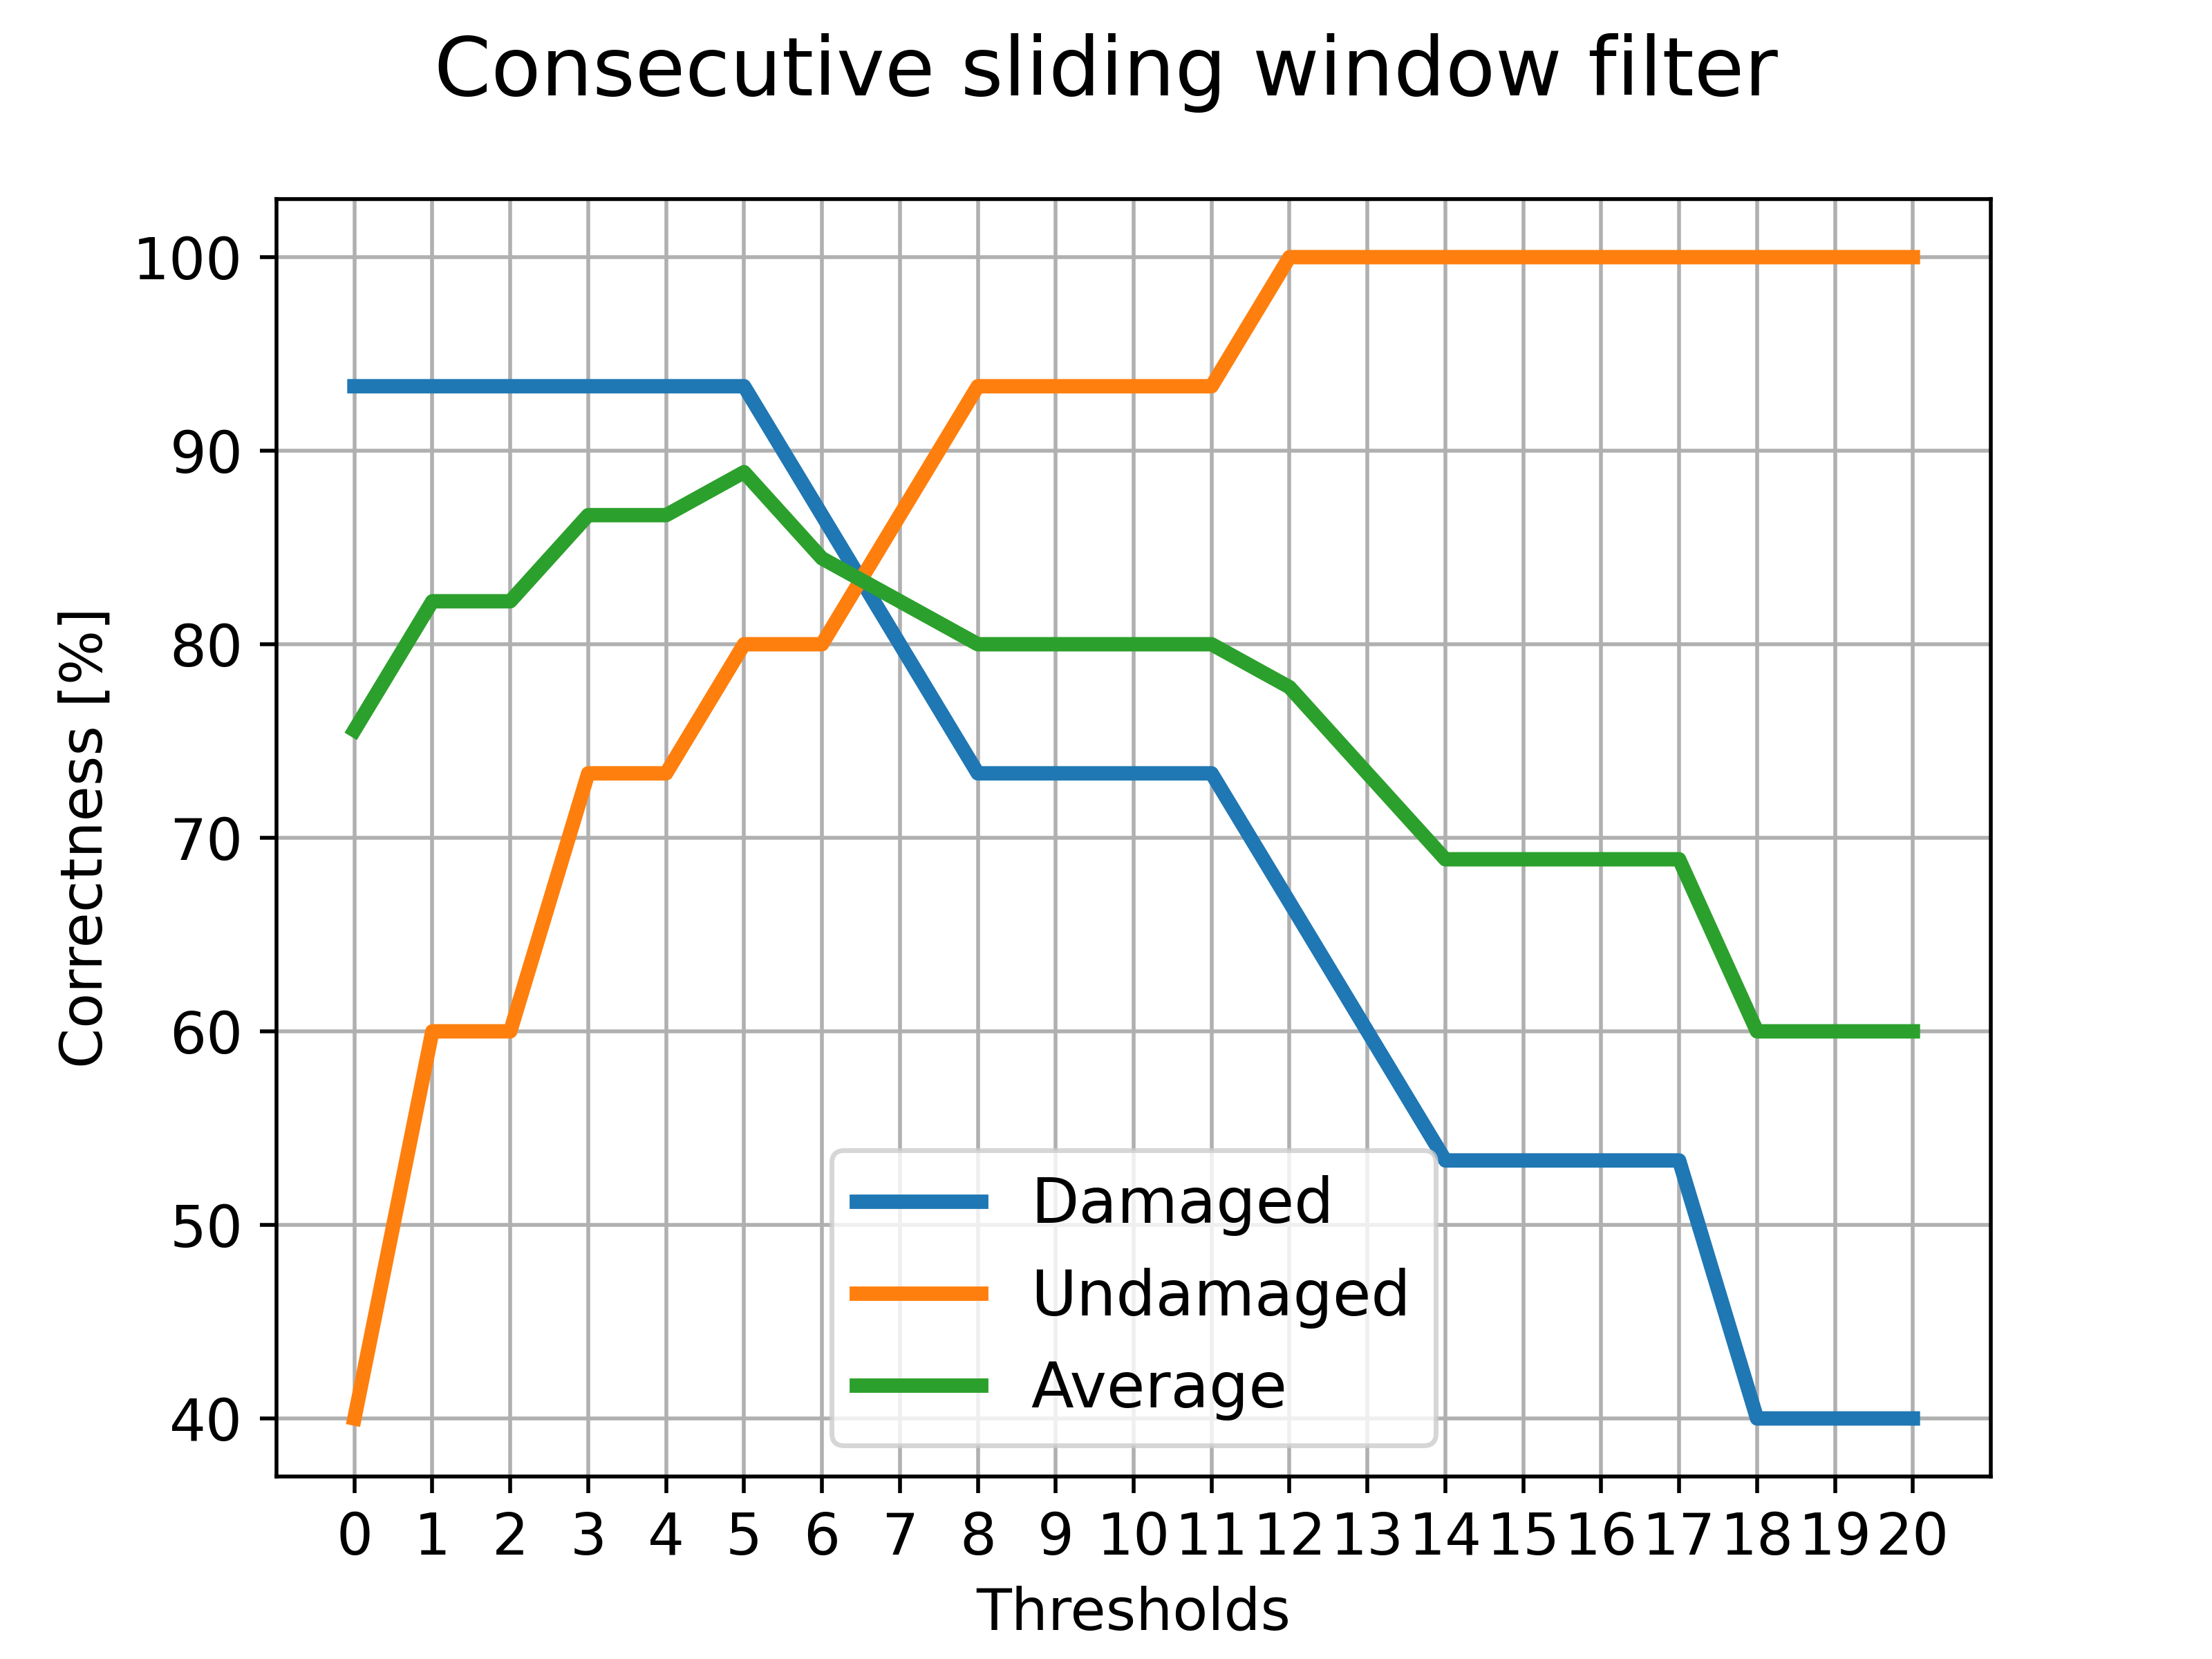 Consecutive sliding window filter
100
90
80
70
60
50
40
Correctness [%]
Damaged
Undamaged
Average
0 1 2 3 4 5 6 7 8 9 10 11 12 13 14 15 16 17 18 19 20
Thresholds